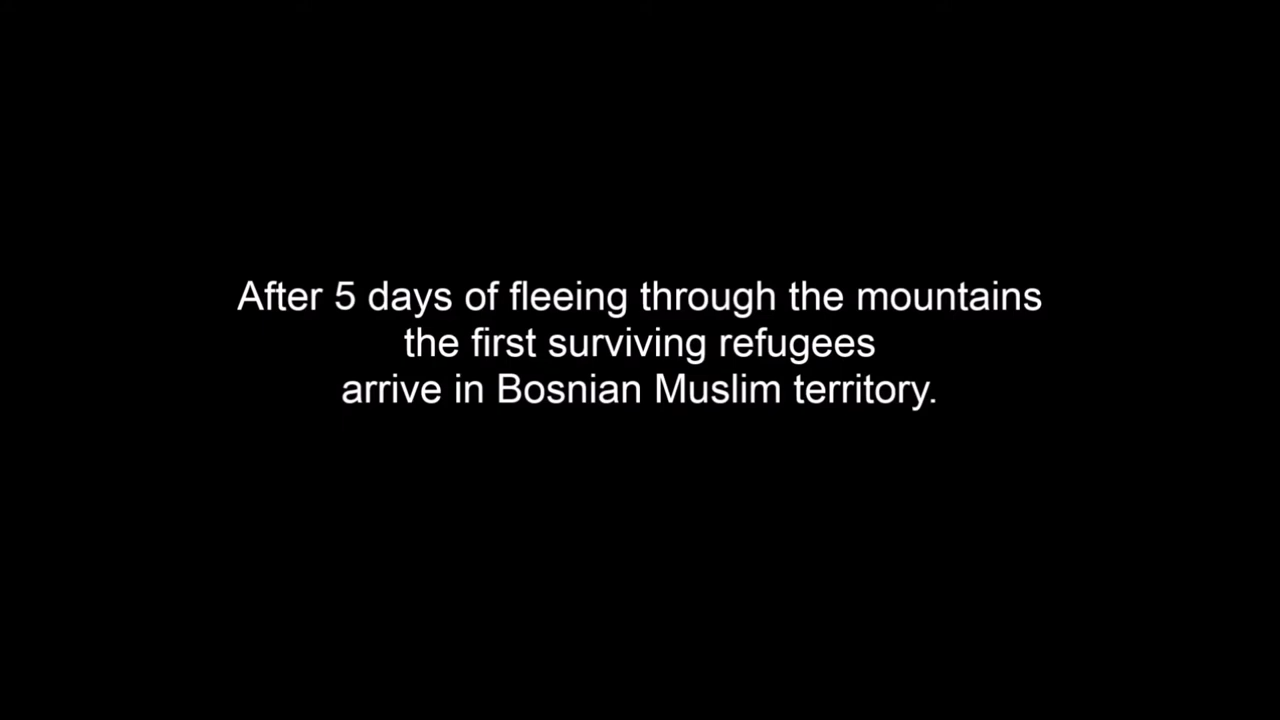 After 5 days of fleeing through the mountains
the first surviving refugees
arrive in Bosnian Muslim territory.